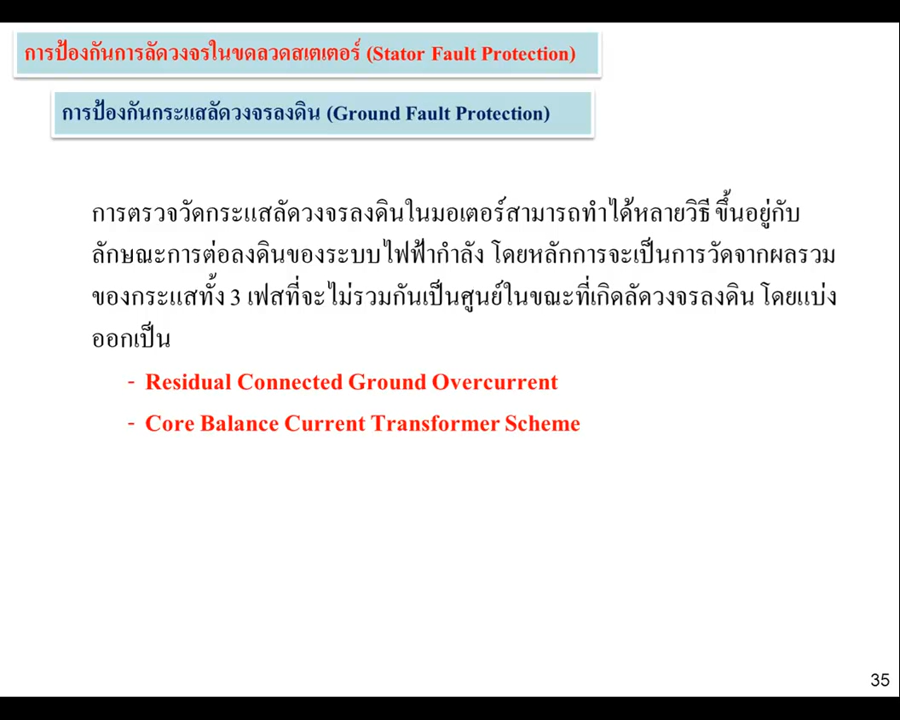 การป้องกันการลัดวงจรในขดลวดสเตเตอร์ (Stator Fault Protection)
การป้องกันกระแสลัดวงจรลงดิน (Ground Fault Protection)
การตรวจวัดกระแสลัดวงจรลงดินในมอเตอร์สามารถทำได้หลายวิธี ขึ้นอยู่กับ
ลักษณะการต่อลงดินของระบบไฟฟ้ากำลัง โดยหลักการจะเป็นการวัดจากผลรวม
ของกระแสทั้ง 3 เฟสที่จะไม่รวมกันเป็นศูนย์ในขณะที่เกิดลัดวงจรลงดิน โดยแบ่ง
ออกเป็น
- Residual Connected Ground Overcurrent
- Core Balance Current Transformer Scheme
35